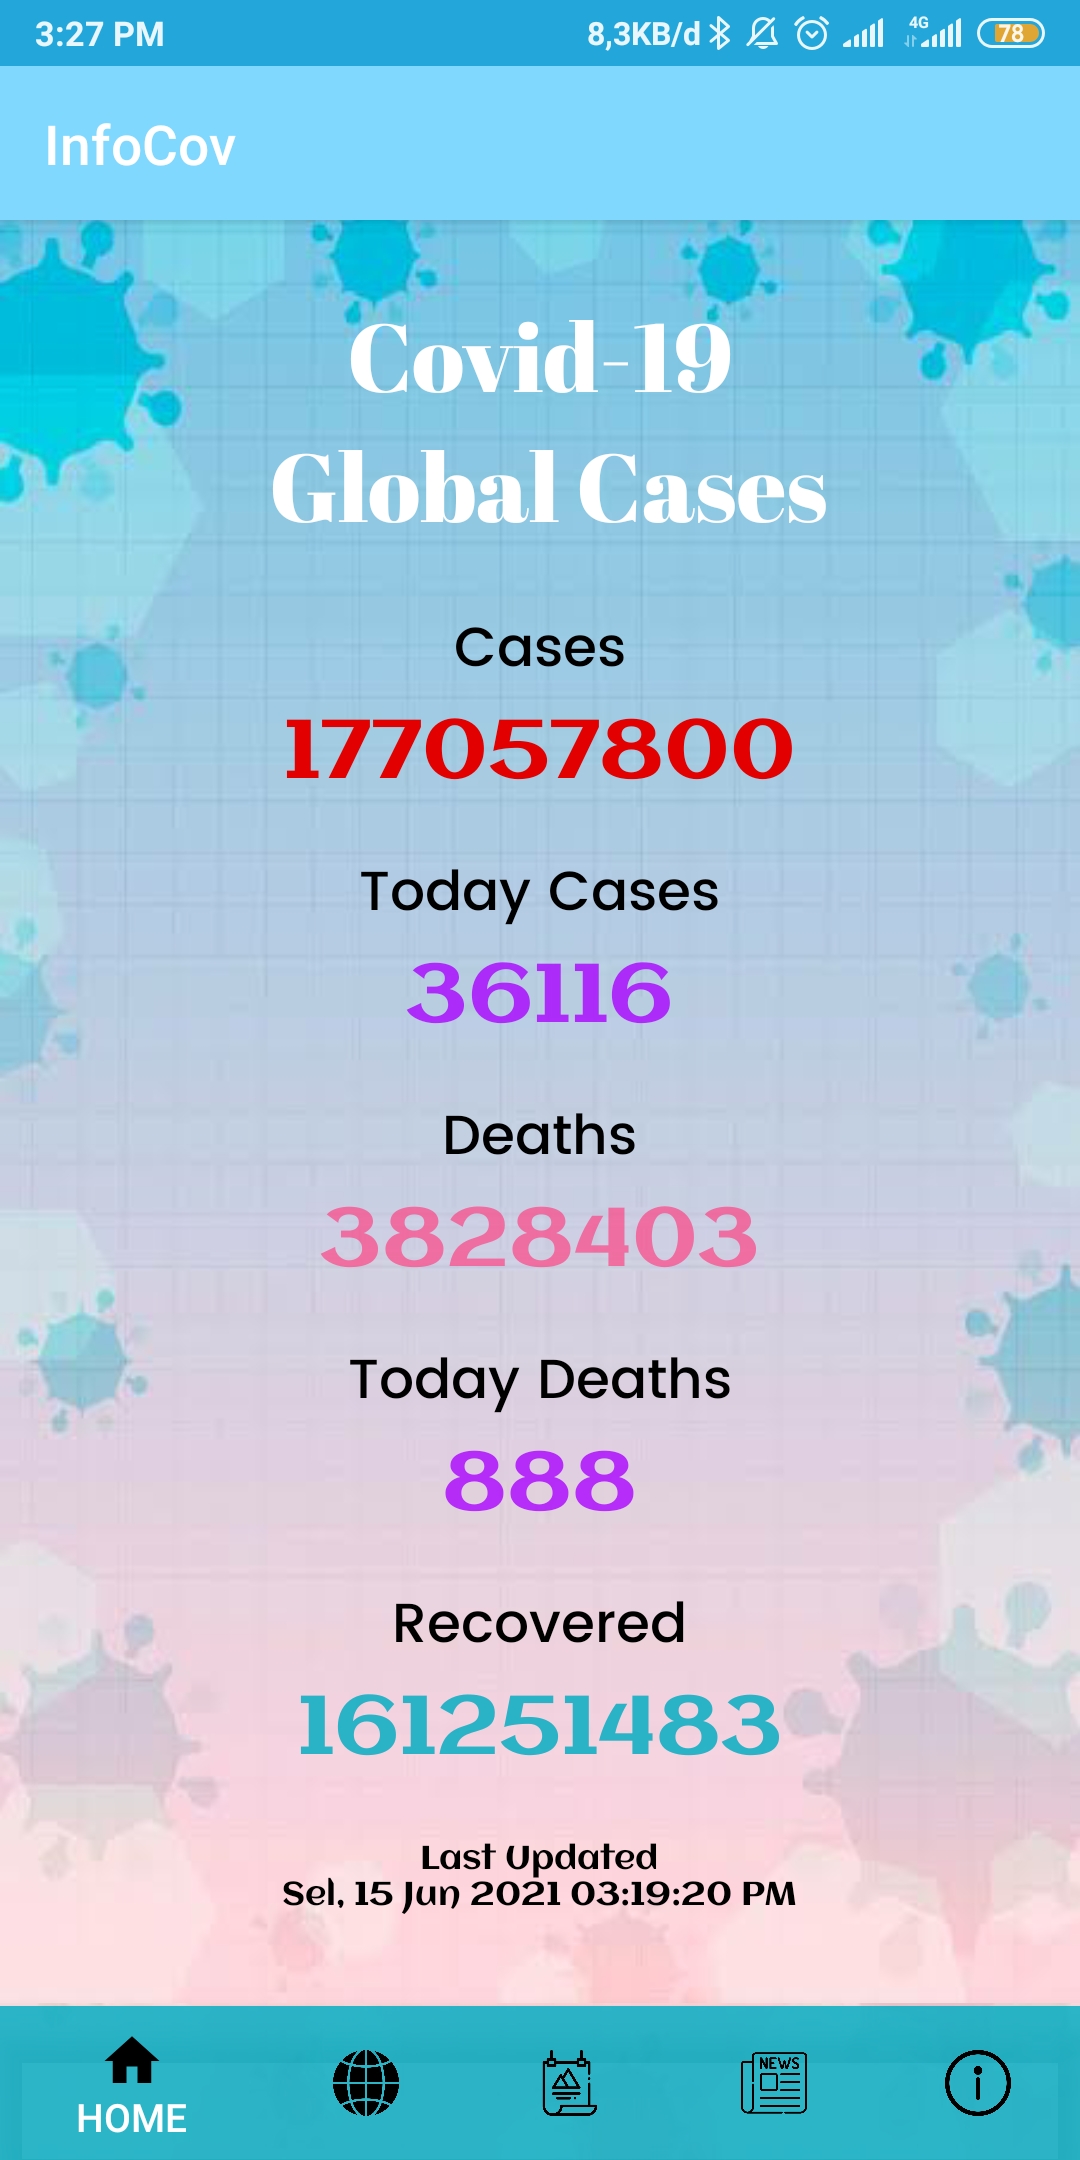 3:27 PM 8,3KB/d 4G 78
InfoCov
Covid-19
Global Cases
Cases
177057800
Today Cases
36116
Deaths
3828403
Today Deaths
888
Recovered
161251483
Last Updated
Sel, 15 Jun 2021 03:19:20 PM
NEWS
HOME